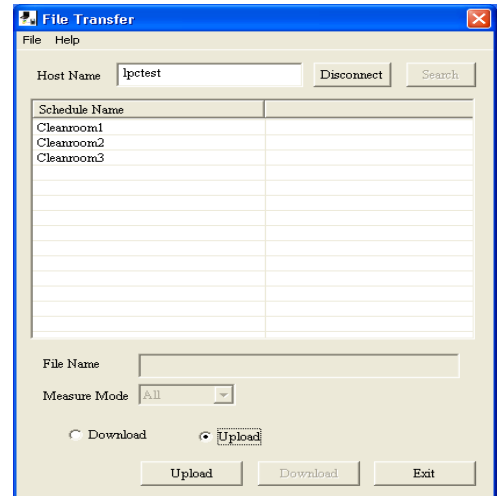 File Transfer
File Help
Host Name lpctest Disconnect Search
Schedule Name
Cleanroom1
Cleanroom2
Cleanroom3
File Name
Measure Mode All
Download Upload
Upload Download Exit